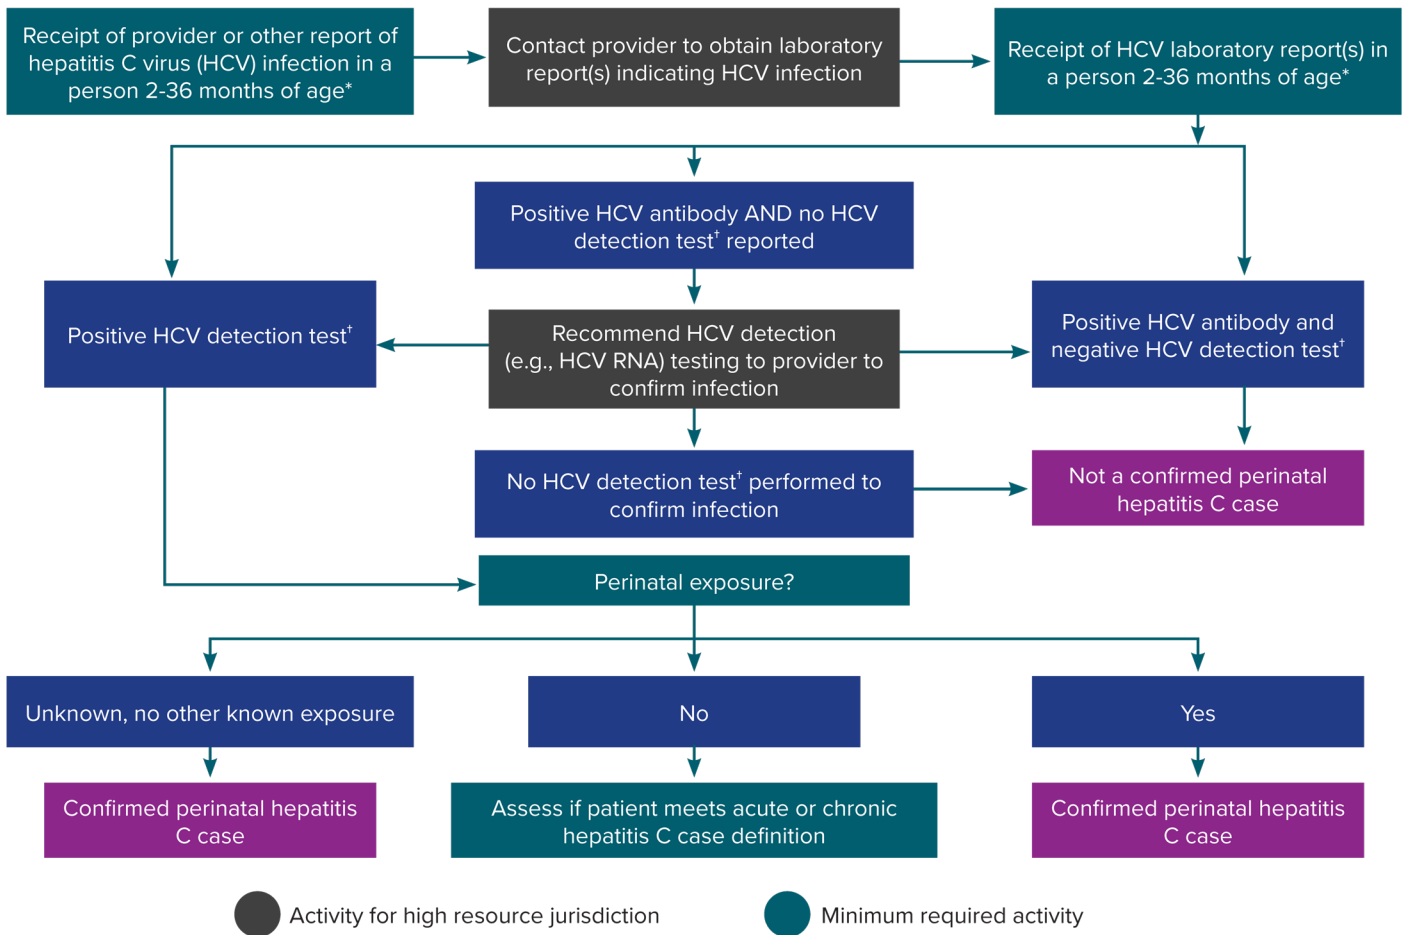 Receipt of provider or other report of
hepatitis C virus (HCV) infection in a
person 2-36 months of age*
Contact provider to obtain laboratory
report(s) indicating HCV infection
Receipt of HCV laboratory report(s) in
a person 2-36 months of age*
Positive HCV antibody AND no HCV
detection test† reported
Positive HCV detection test†
Recommend HCV detection
(e.g., HCV RNA) testing to provider to
confirm infection
Positive HCV antibody and
negative HCV detection test†
No HCV detection test† performed to
confirm infection
Not a confirmed perinatal
hepatitis C case
Perinatal exposure?
Unknown, no other known exposure
No
Yes
Confirmed perinatal hepatitis
C case
Assess if patient meets acute or chronic
hepatitis C case definition
Confirmed perinatal hepatitis
C case
Activity for high resource jurisdiction
Minimum required activity